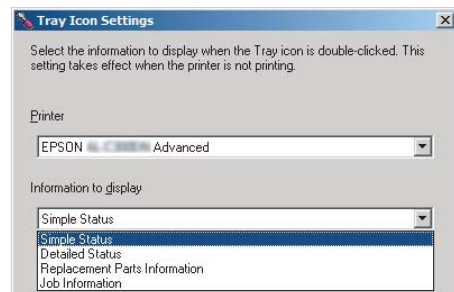 Tray Icon Settings
Select the information to display when the Tray icon is double-clicked. This
setting takes effect when the printer is not printing.
Printer
EPSON Advanced
Information to display
Simple Status
Simple Status
Detailed Status
Replacement Parts Information
Job Information